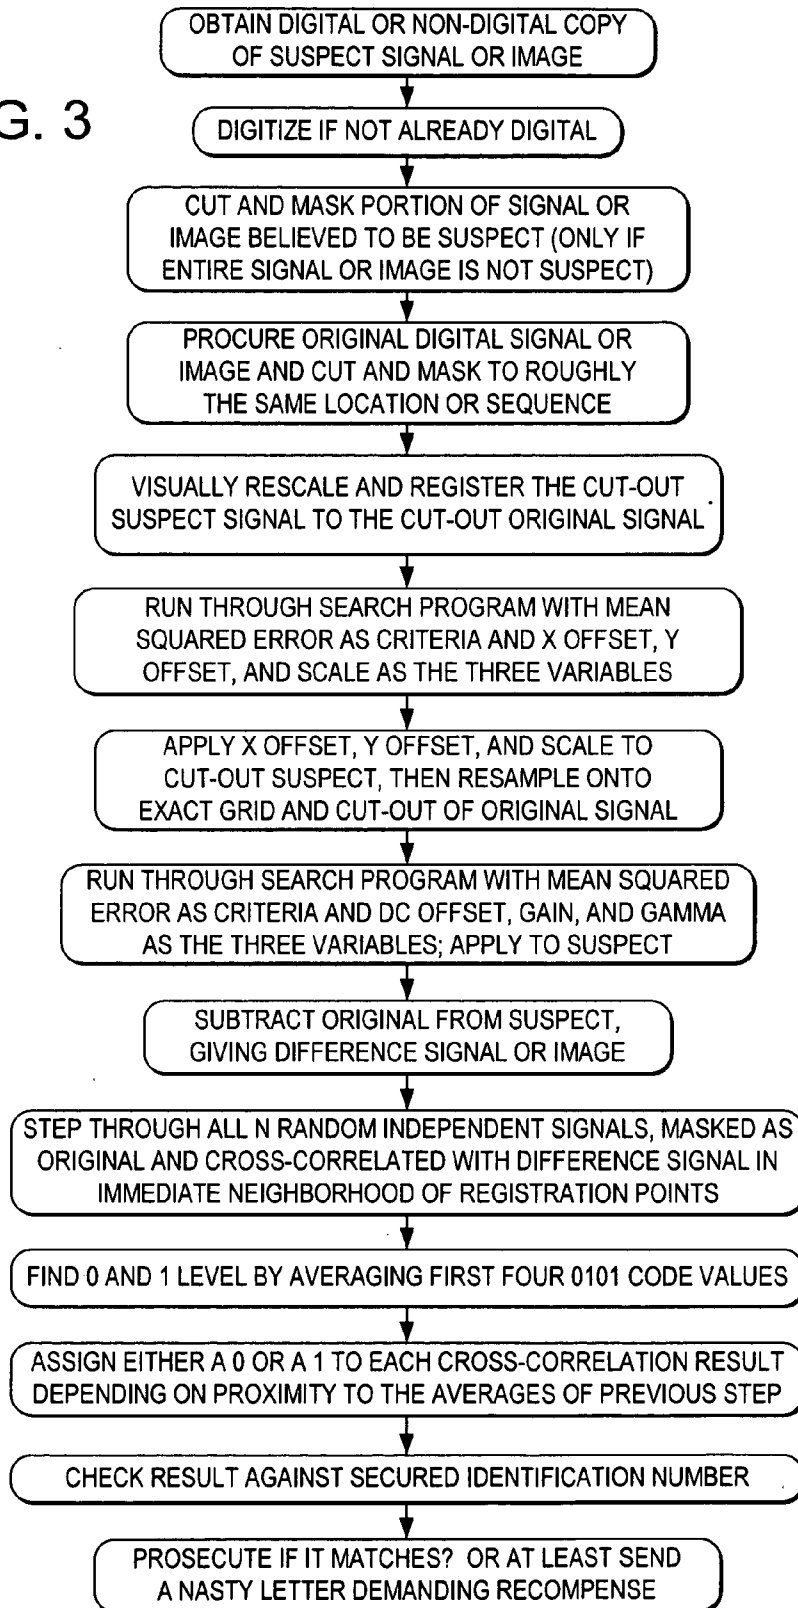 OBTAIN DIGITAL OR NON-DIGITAL COPY
OF SUSPECT SIGNAL OR IMAGE
G. 3
DIGITIZE IF NOT ALREADY DIGITAL
CUT AND MASK PORTION OF SIGNAL OR
IMAGE BELIEVED TO BE SUSPECT (ONLY IF
ENTIRE SIGNAL OR IMAGE IS NOT SUSPECT)
PROCURE ORIGINAL DIGITAL SIGNAL OR
IMAGE AND CUT AND MASK TO ROUGHLY
THE SAME LOCATION OR SEQUENCE
VISUALLY RESCALE AND REGISTER THE CUT-OUT
SUSPECT SIGNAL TO THE CUT-OUT ORIGINAL SIGNAL
RUN THROUGH SEARCH PROGRAM WITH MEAN
SQUARED ERROR AS CRITERIA AND X OFFSET, Y
OFFSET, AND SCALE AS THE THREE VARIABLES
APPLY X OFFSET, Y OFFSET, AND SCALE TO
CUT-OUT SUSPECT, THEN RESAMPLE ONTO
EXACT GRID AND CUT-OUT OF ORIGINAL SIGNAL
RUN THROUGH SEARCH PROGRAM WITH MEAN SQUARED
ERROR AS CRITERIA AND DC OFFSET, GAIN, AND GAMMA
AS THE THREE VARIABLES; APPLY TO SUSPECT
SUBTRACT ORIGINAL FROM SUSPECT,
GIVING DIFFERENCE SIGNAL OR IMAGE
STEP THROUGH ALL N RANDOM INDEPENDENT SIGNALS, MASKED AS
ORIGINAL AND CROSS-CORRELATED WITH DIFFERENCE SIGNAL IN
IMMEDIATE NEIGHBORHOOD OF REGISTRATION POINTS
FIND 0 AND 1 LEVEL BY AVERAGING FIRST FOUR 0101 CODE VALUES
ASSIGN EITHER A 0 OR A 1 TO EACH CROSS-CORRELATION RESULT
DEPENDING ON PROXIMITY TO THE AVERAGES OF PREVIOUS STEP
CHECK RESULT AGAINST SECURED IDENTIFICATION NUMBER
PROSECUTE IF IT MATCHES? OR AT LEAST SEND
A NASTY LETTER DEMANDING RECOMPENSE